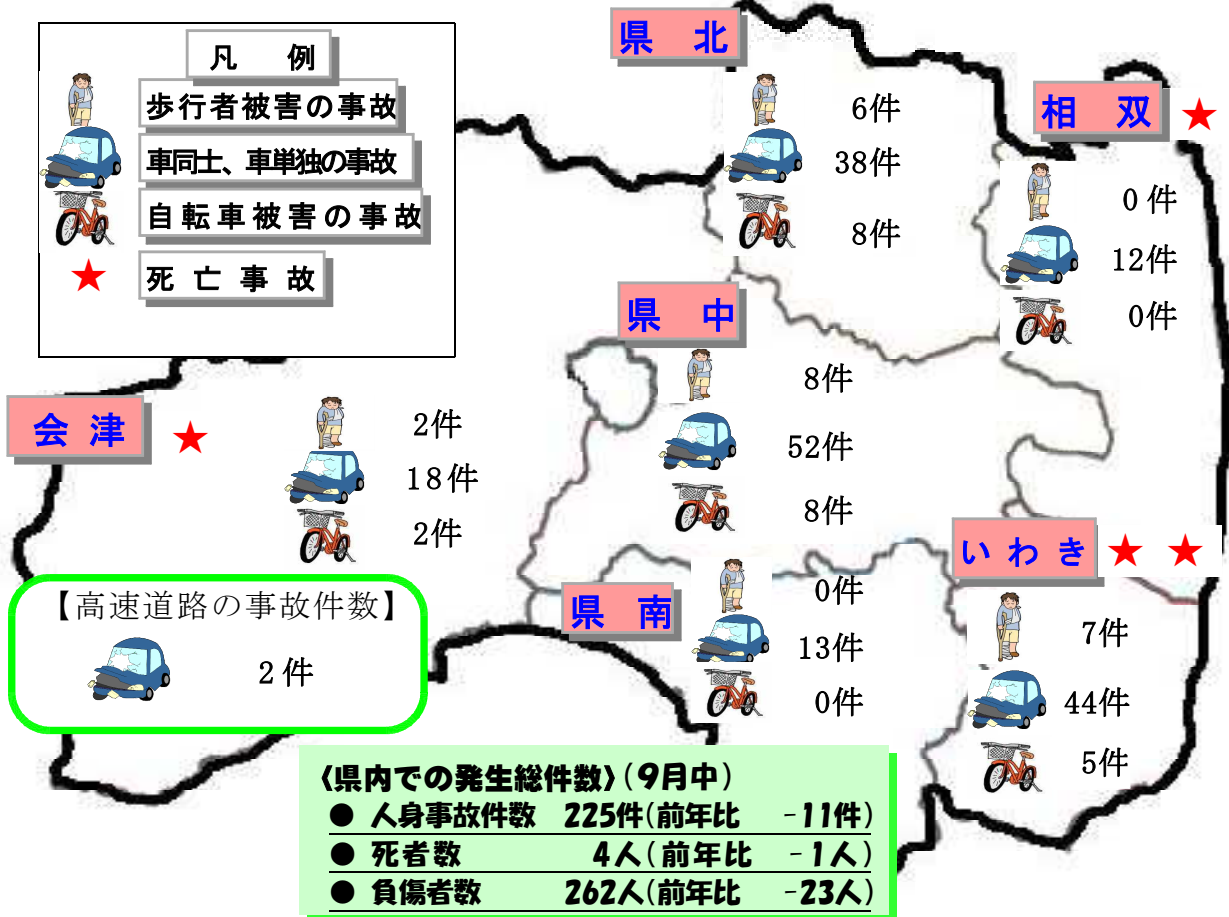 凡 例
歩行者被害の事故
車同士、車単独の事故
自転車被害の事故
死亡事故
県 北
6件
38件
8件
相 双
0件
12件
0件
県 中
8件
52件
8件
会 津
2件
18件
2件
いわき
7件
44件
5件
県 南
0件
13件
0件
【高速道路の事故件数】
2件
〈県内での発生総件数〉(9月中)
● 人身事故件数 225件(前年比 -11件)
● 死者数 4人(前年比 -1人)
● 負傷者数 262人(前年比 -23人)